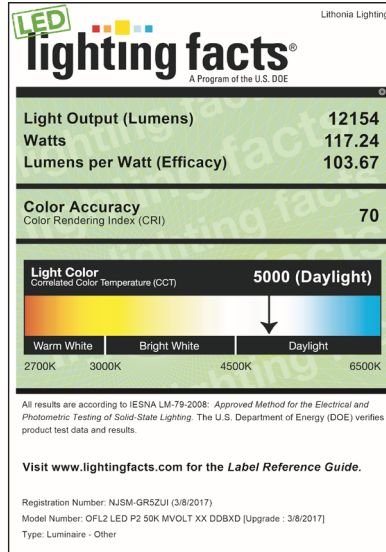 Lithonia Lighting
LED
lighting facts®
A Program of the U.S. DOE
Light Output (Lumens) 12154
Watts 117.24
Lumens per Watt (Efficacy) 103.67
Color Accuracy
Color Rendering Index (CRI) 70
Light Color
Correlated Color Temperature (CCT) 5000 (Daylight)
Warm White Bright White Daylight
2700K 3000K 4500K 6500K
All results are according to IESNA LM-79-2008: Approved Method for the Electrical and
Photometric Testing of Solid-State Lighting. The U.S. Department of Energy (DOE) verifies
product test data and results.
Visit www.lightingfacts.com for the Label Reference Guide.
Registration Number: NJSM-GR5ZUI (3/8/2017)
Model Number: OFL2 LED P2 50K MVOLT XX DDBXD [Upgrade : 3/8/2017]
Type: Luminaire - Other